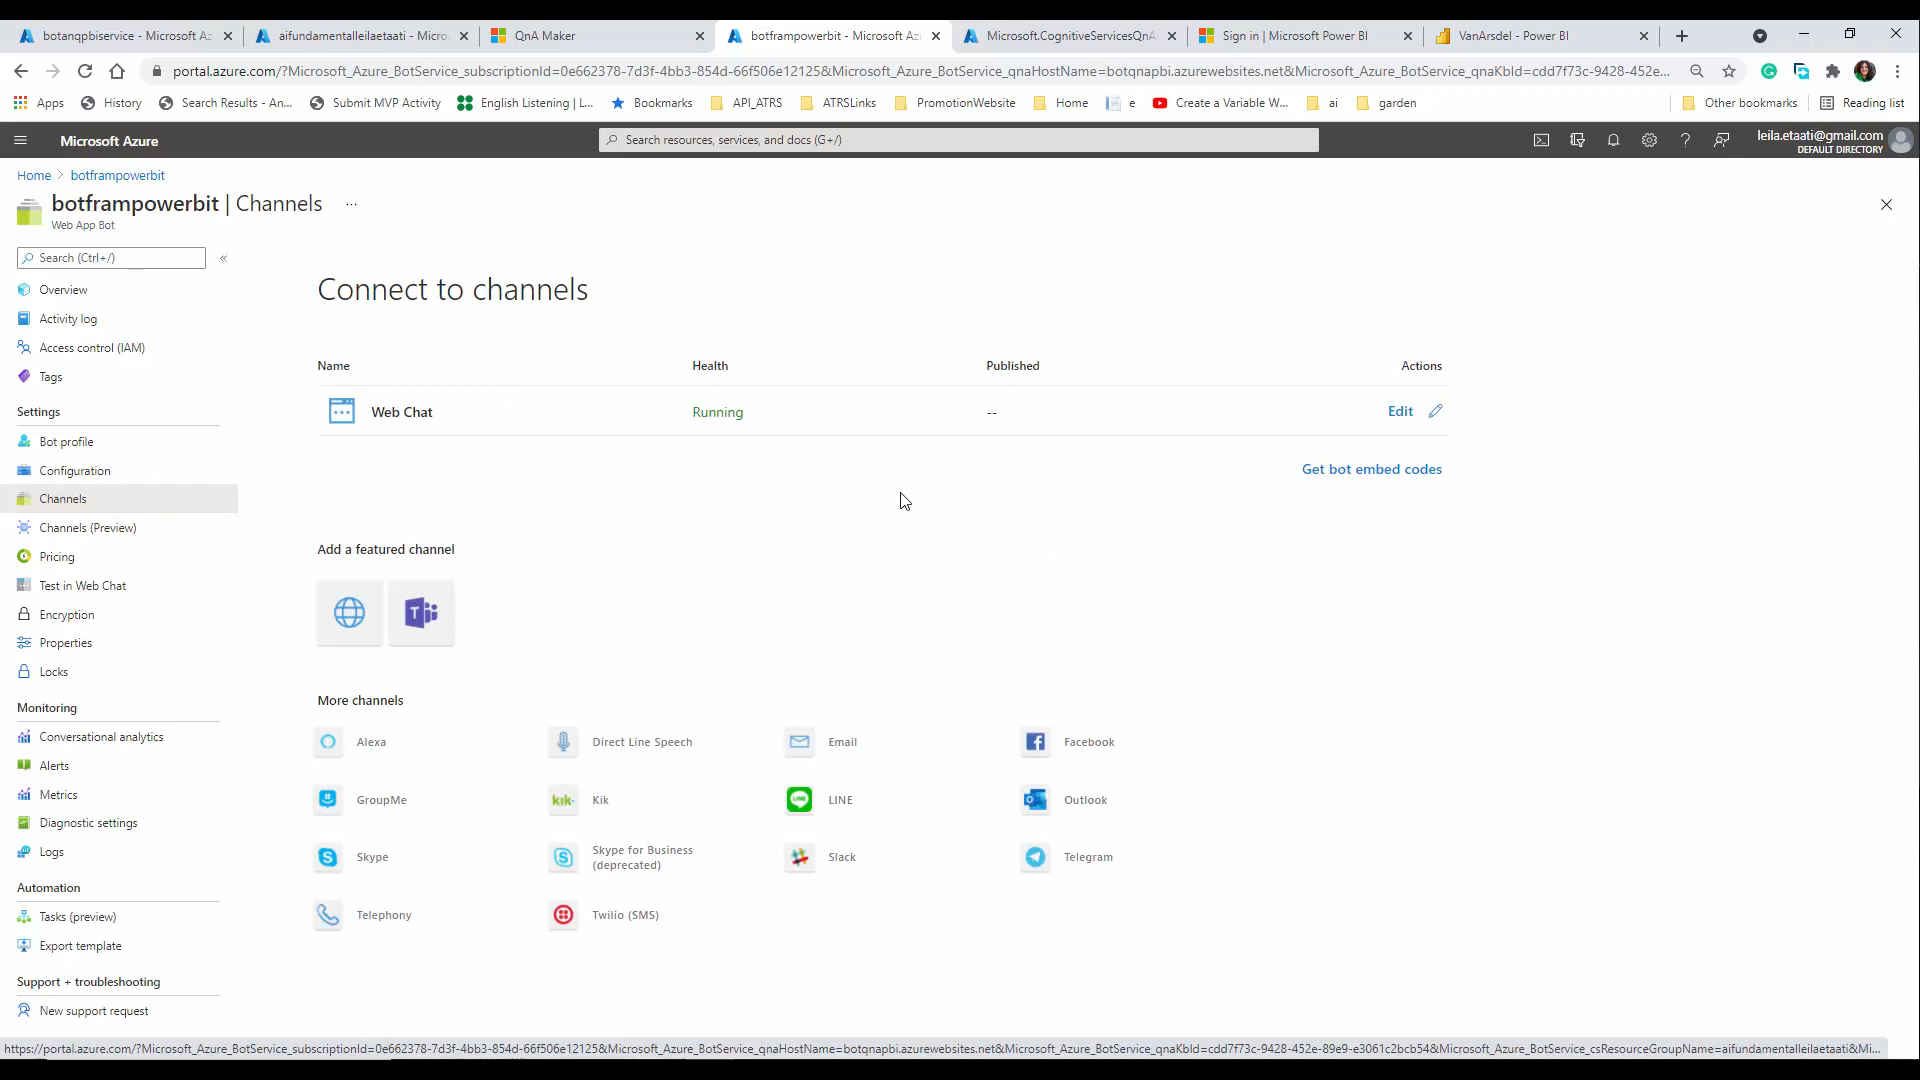 botanqpbiservice - Microsoft Az
aifundamentalleilaetaati - Micro
QnA Maker
botframpowerbit - Microsoft Azu
Microsoft.CognitiveServicesQnA
Sign in | Microsoft Power BI
VanArsdel - Power BI
portal.azure.com/?Microsoft_Azure_BotService_subscriptionId=0e662378-7d3f-4bb3-854d-66f506e12125&Microsoft_Azure_BotService_qnaHostName=botqnapbi.azurewebsites.net&Microsoft_Azure_BotService_qnaKbId=cdd7f73c-9428-452e...
Apps
History
Search Results - An...
Submit MVP Activity
English Listening | L...
Bookmarks
API_ATRS
ATRSLinks
PromotionWebsite
Home
e
Create a Variable W...
ai
garden
Other bookmarks
Reading list
Microsoft Azure
Search resources, services, and docs (G+/)
leila.etaati@gmail.com
DEFAULT DIRECTORY
Home > botframpowerbit
botframpowerbit | Channels ...
Web App Bot
Search (Ctrl+/)
«
Overview
Activity log
Access control (IAM)
Tags
Settings
Bot profile
Configuration
Channels
Channels (Preview)
Pricing
Test in Web Chat
Encryption
Properties
Locks
Monitoring
Conversational analytics
Alerts
Metrics
Diagnostic settings
Logs
Automation
Tasks (preview)
Export template
Support + troubleshooting
New support request
Connect to channels
Name Health Published Actions
Web Chat Running -- Edit
Get bot embed codes
Add a featured channel
More channels
Alexa
Direct Line Speech
Email
Facebook
GroupMe
kik.
Kik
LINE
Outlook
Skype
Skype for Business
(deprecated)
Slack
Telegram
Telephony
Twilio (SMS)
https://portal.azure.com/?Microsoft_Azure_BotService_subscriptionId=0e662378-7d3f-4bb3-854d-66f506e12125&Microsoft_Azure_BotService_qnaHostName=botqnapbi.azurewebsites.net&Microsoft_Azure_BotService_qnaKbId=cdd7f73c-9428-452e-89e9-e3061c2bcb54&Microsoft_Azure_BotService_csResourceGroupName=aifundamentalleilaetaati&Mi...